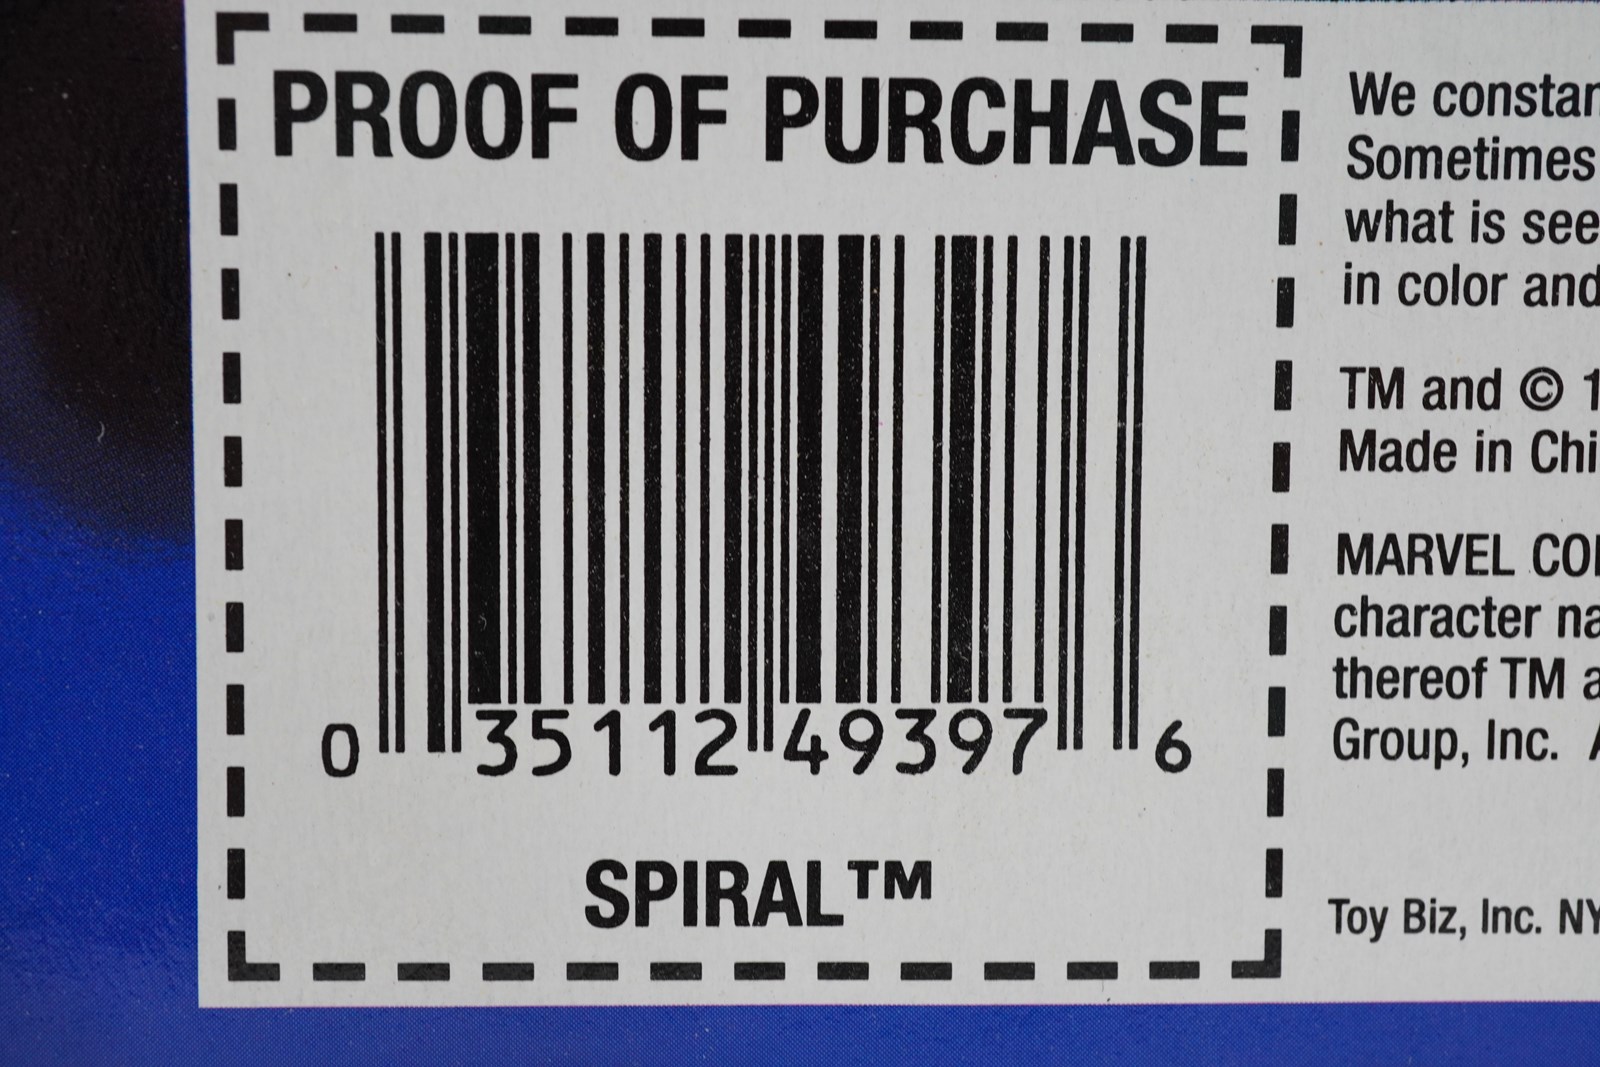 PROOF OF PURCHASE
0 35112 49397 6
SPIRAL™
We constan
Sometimes
what is see
in color and
TM and © 1
Made in Chi
MARVEL CO
character na
thereof TM a
Group, Inc. A
Toy Biz, Inc. NY